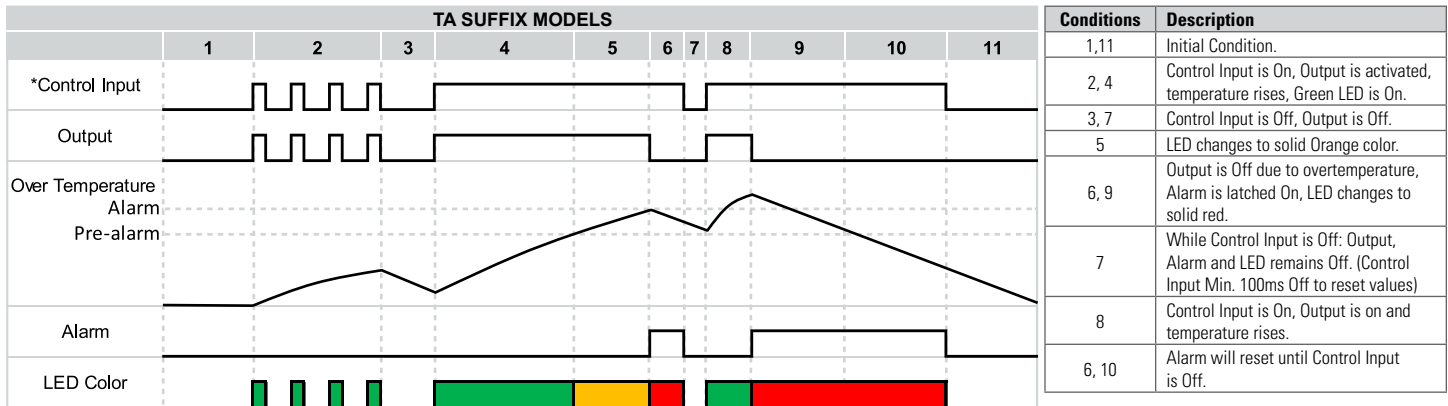 TA SUFFIX MODELS
1 2 3 4 5 6 7 8 9 10 11
*Control Input
Output
Over Temperature
Alarm
Pre-alarm
Alarm
LED Color
Conditions Description
1,11 Initial Condition.
2, 4 Control Input is On, Output is activated,
temperature rises, Green LED is On.
3, 7 Control Input is Off, Output is Off.
5 LED changes to solid Orange color.
6, 9 Output is Off due to overtemperature,
Alarm is latched On, LED changes to
solid red.
7 While Control Input is Off: Output,
Alarm and LED remains Off. (Control
Input Min. 100ms Off to reset values)
8 Control Input is On, Output is on and
temperature rises.
6, 10 Alarm will reset until Control Input
is Off.